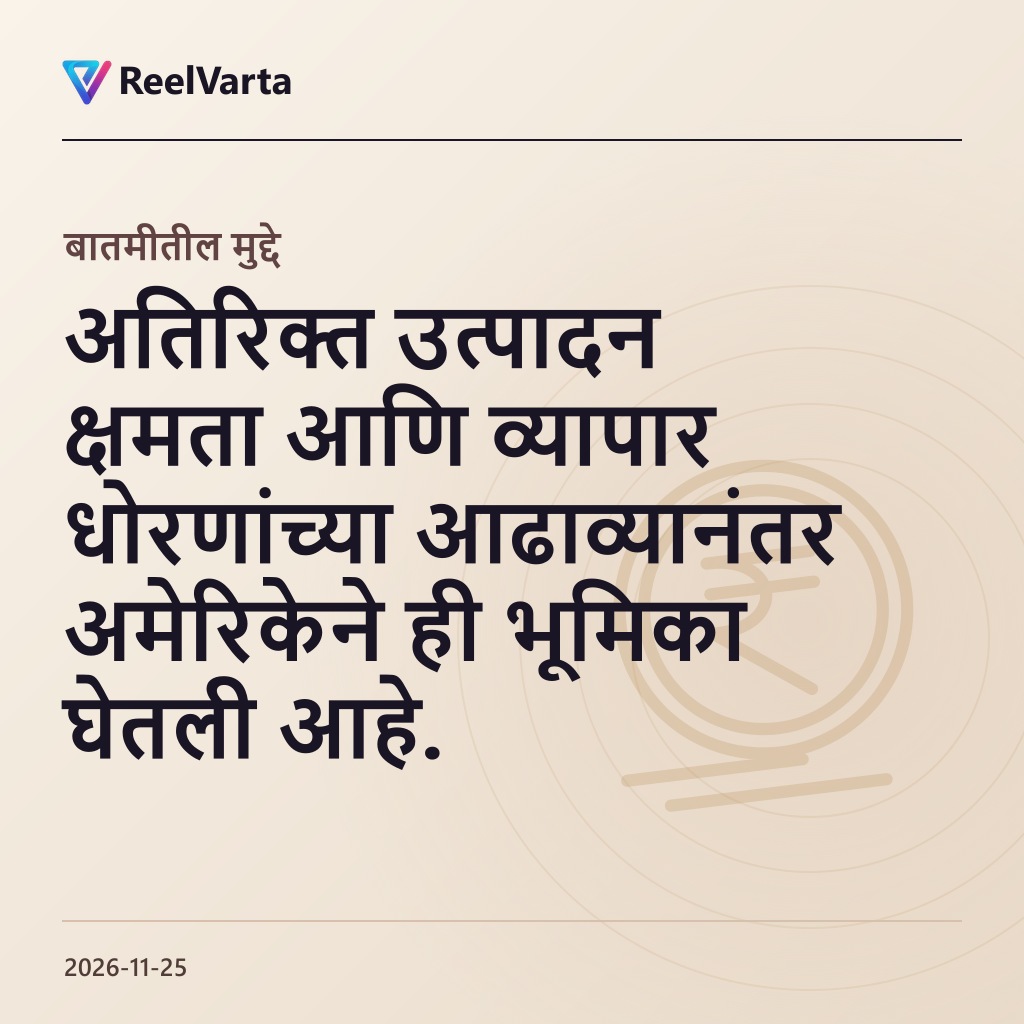 ReelVarta
बातमीतील मुद्दे
अतिरिक्त उत्पादन
क्षमता आणि व्यापार
धोरणांच्या आढाव्यानंतर
अमेरिकेने ही भूमिका
घेतली आहे.
2026-11-25